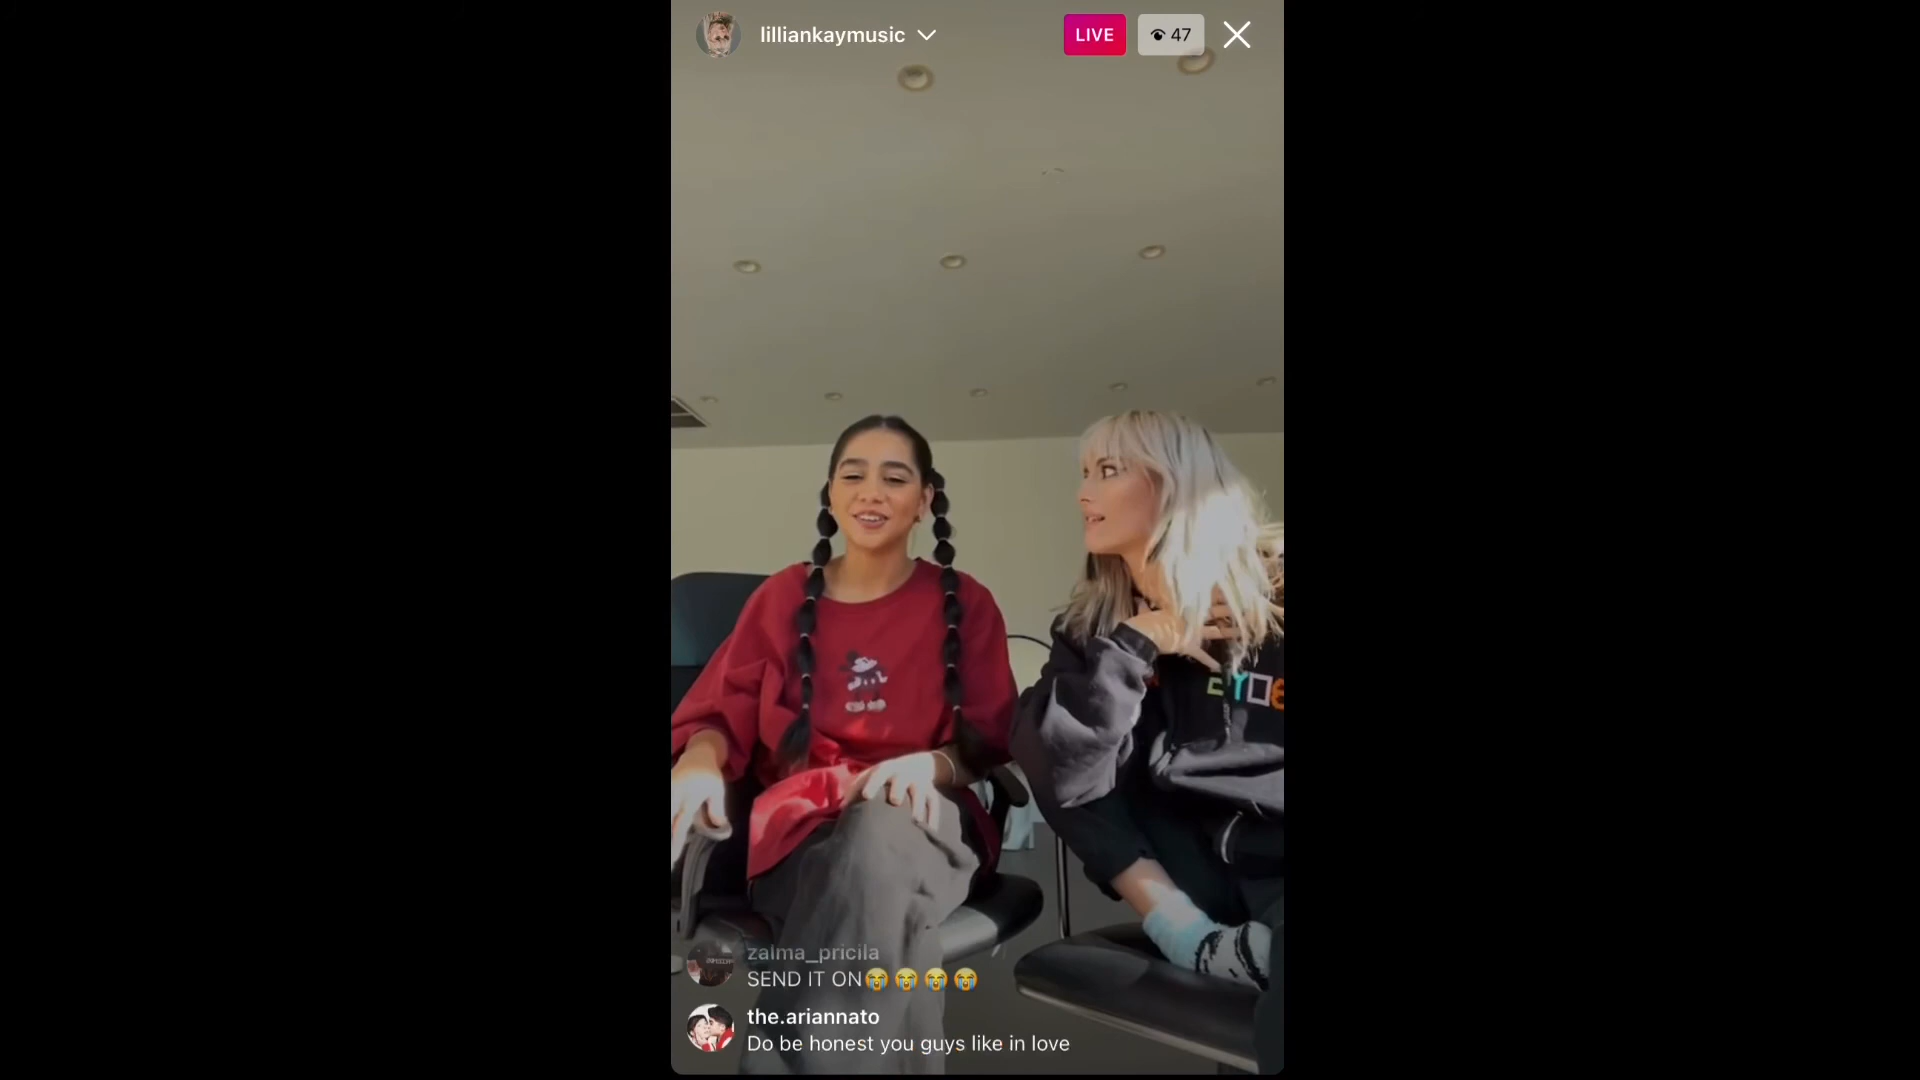 lilliankaymusic
LIVE
47
zalma_pricila
SEND IT ON😭😭😭😭
the.ariannato
Do be honest you guys like in love